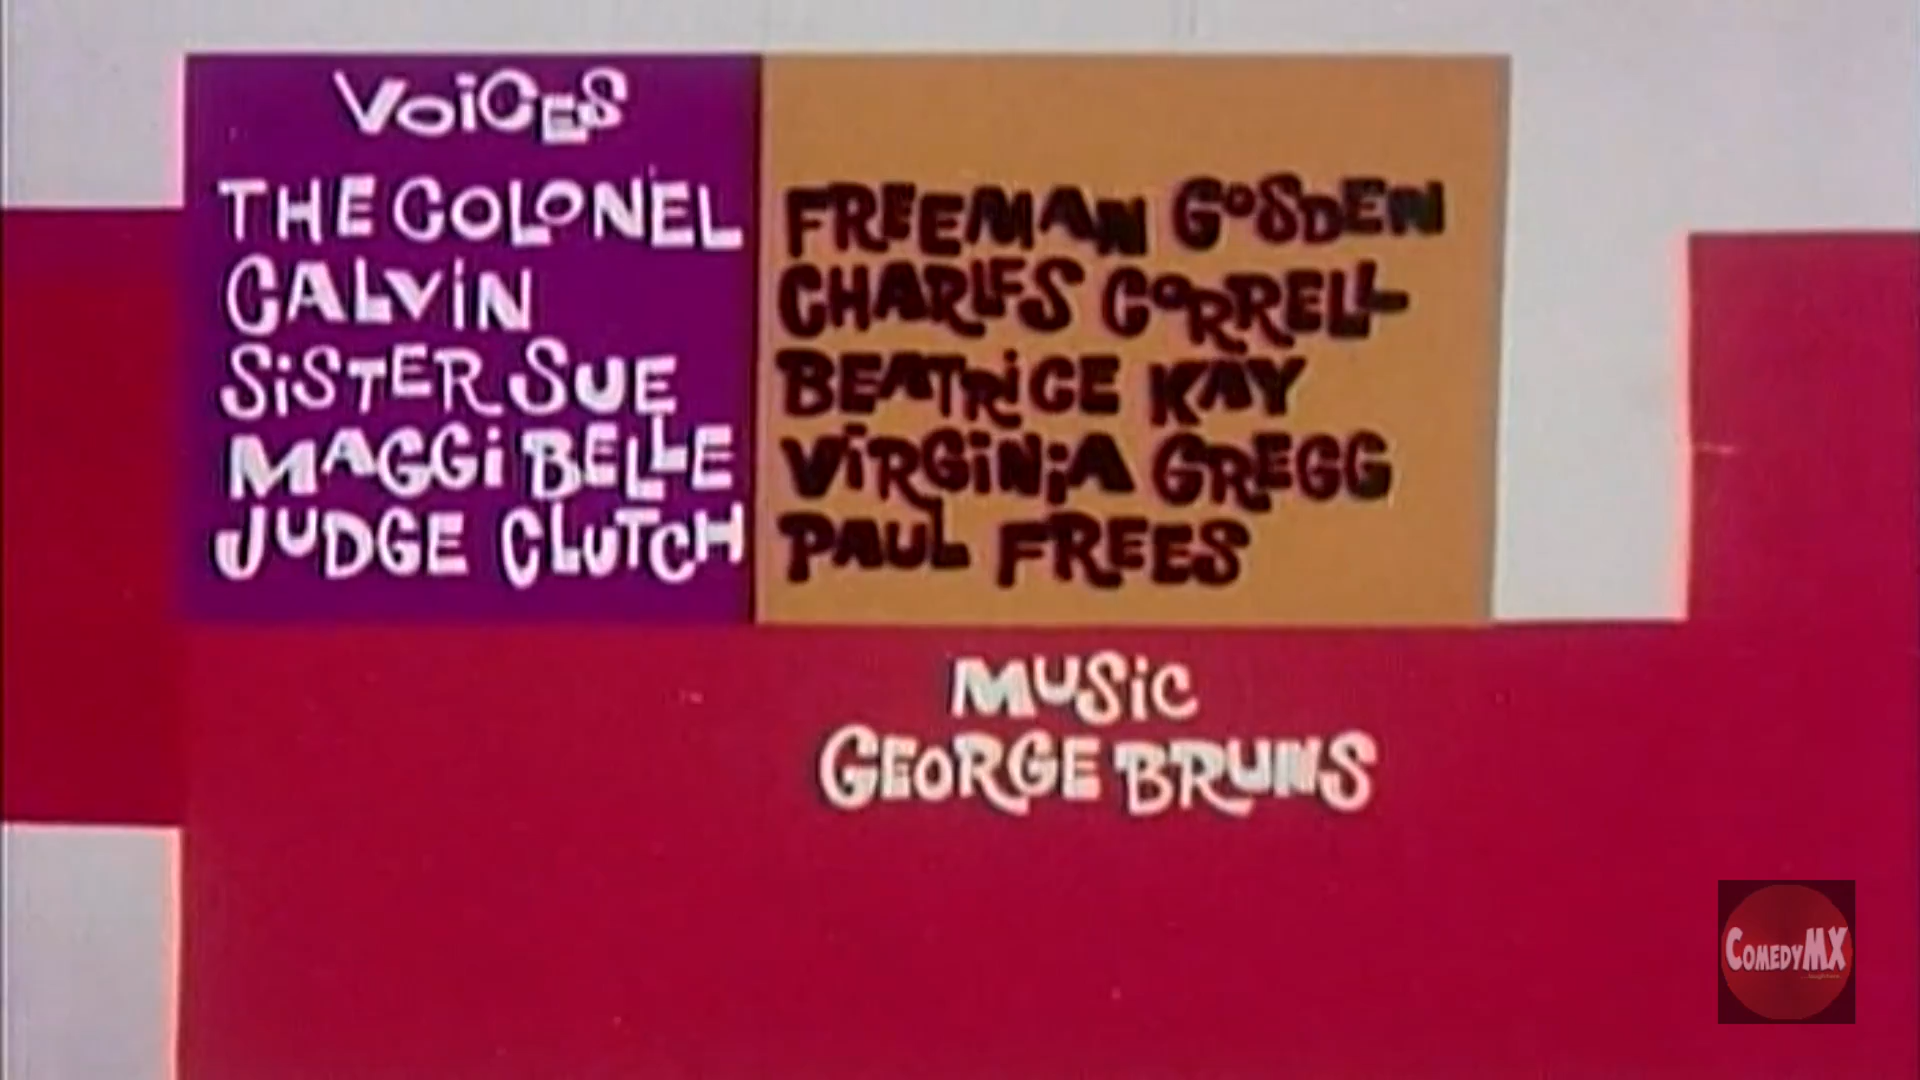 VOICES
THE COLONEL FREEMAN GOSDEN
CALVIN CHARLES CORRELL
SISTER SUE BEATRICE KAY
MAGGI BELLE VIRGINIA GREGG
JUDGE CLUTCH PAUL FREES
MUSIC
GEORGE BRUNS
COMEDYMX